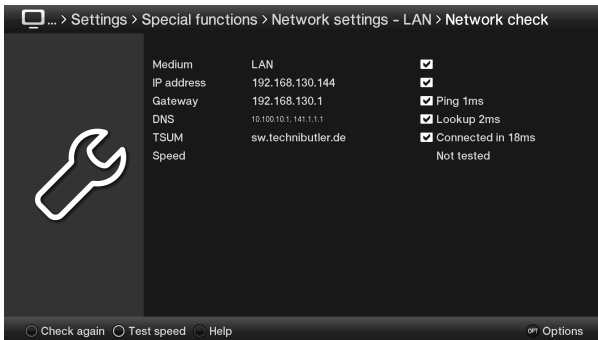 ... > Settings > Special functions > Network settings - LAN > Network check
Medium LAN
IP address 192.168.130.144
Gateway 192.168.130.1 Ping 1ms
DNS 10.100.10.1, 141.1.1.1 Lookup 2ms
TSUM sw.technibutler.de Connected in 18ms
Speed Not tested
Check again Test speed Help OPT Options